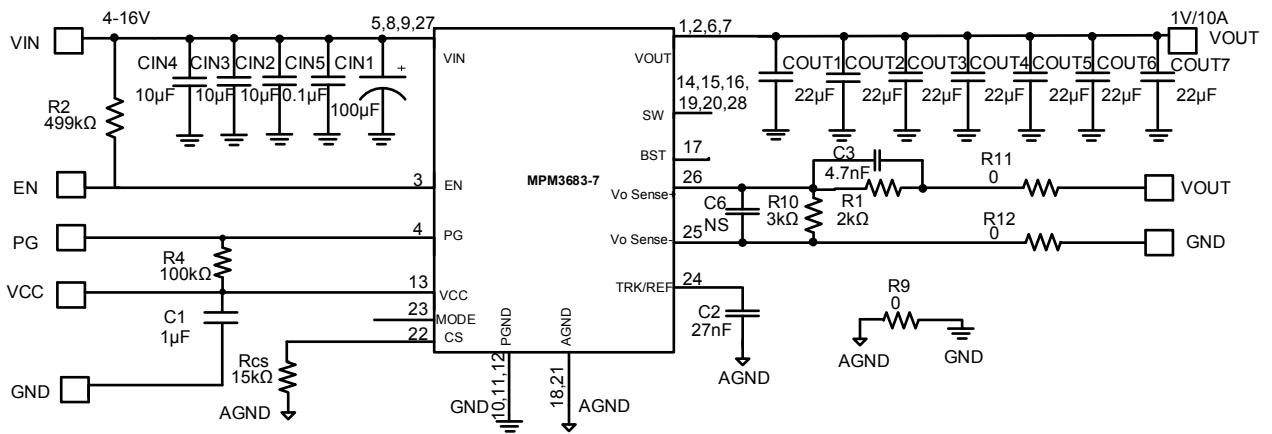 4-16V
VIN
5,8,9,27
1,2,6,7
1V/10A
VOUT
VIN
VOUT
CIN4
CIN3
CIN2
CIN5
CIN1
+
10µF
10µF
10µF
0.1µF
100µF
COUT1
COUT2
COUT3
COUT4
COUT5
COUT6
COUT7
22µF
22µF
22µF
22µF
22µF
22µF
22µF
R2
499kΩ
14,15,16,
19,20,28
SW
17
BST
EN
3
EN
MPM3683-7
26
Vo Sense+
C3
4.7nF
R11
0
VOUT
C6
NS
R10
3kΩ
R1
2kΩ
PG
4
PG
25
Vo Sense-
R12
0
GND
R4
100kΩ
VCC
13
VCC
24
TRK/REF
C2
27nF
AGND
R9
0
AGND
GND
C1
1µF
23
MODE
22
CS
Rcs
15kΩ
AGND
GND
PGND
AGND
10,11,12
GND
18,21
AGND